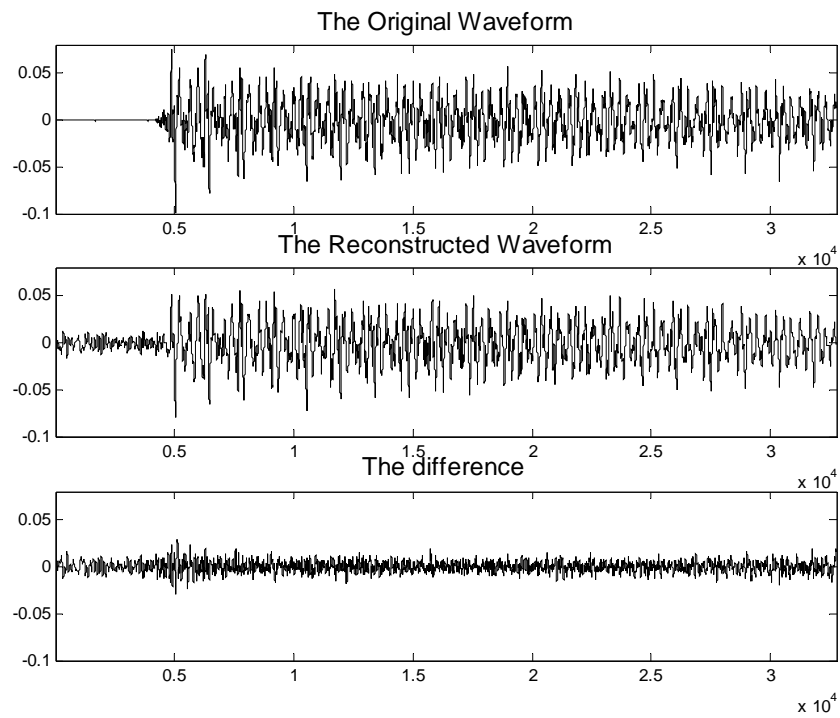 The Original Waveform
0.05
0
-0.05
-0.1
0.5 1 1.5 2 2.5 3
x 10^4
The Reconstructed Waveform
0.05
0
-0.05
-0.1
0.5 1 1.5 2 2.5 3
x 10^4
The difference
0.05
0
-0.05
-0.1
0.5 1 1.5 2 2.5 3
x 10^4